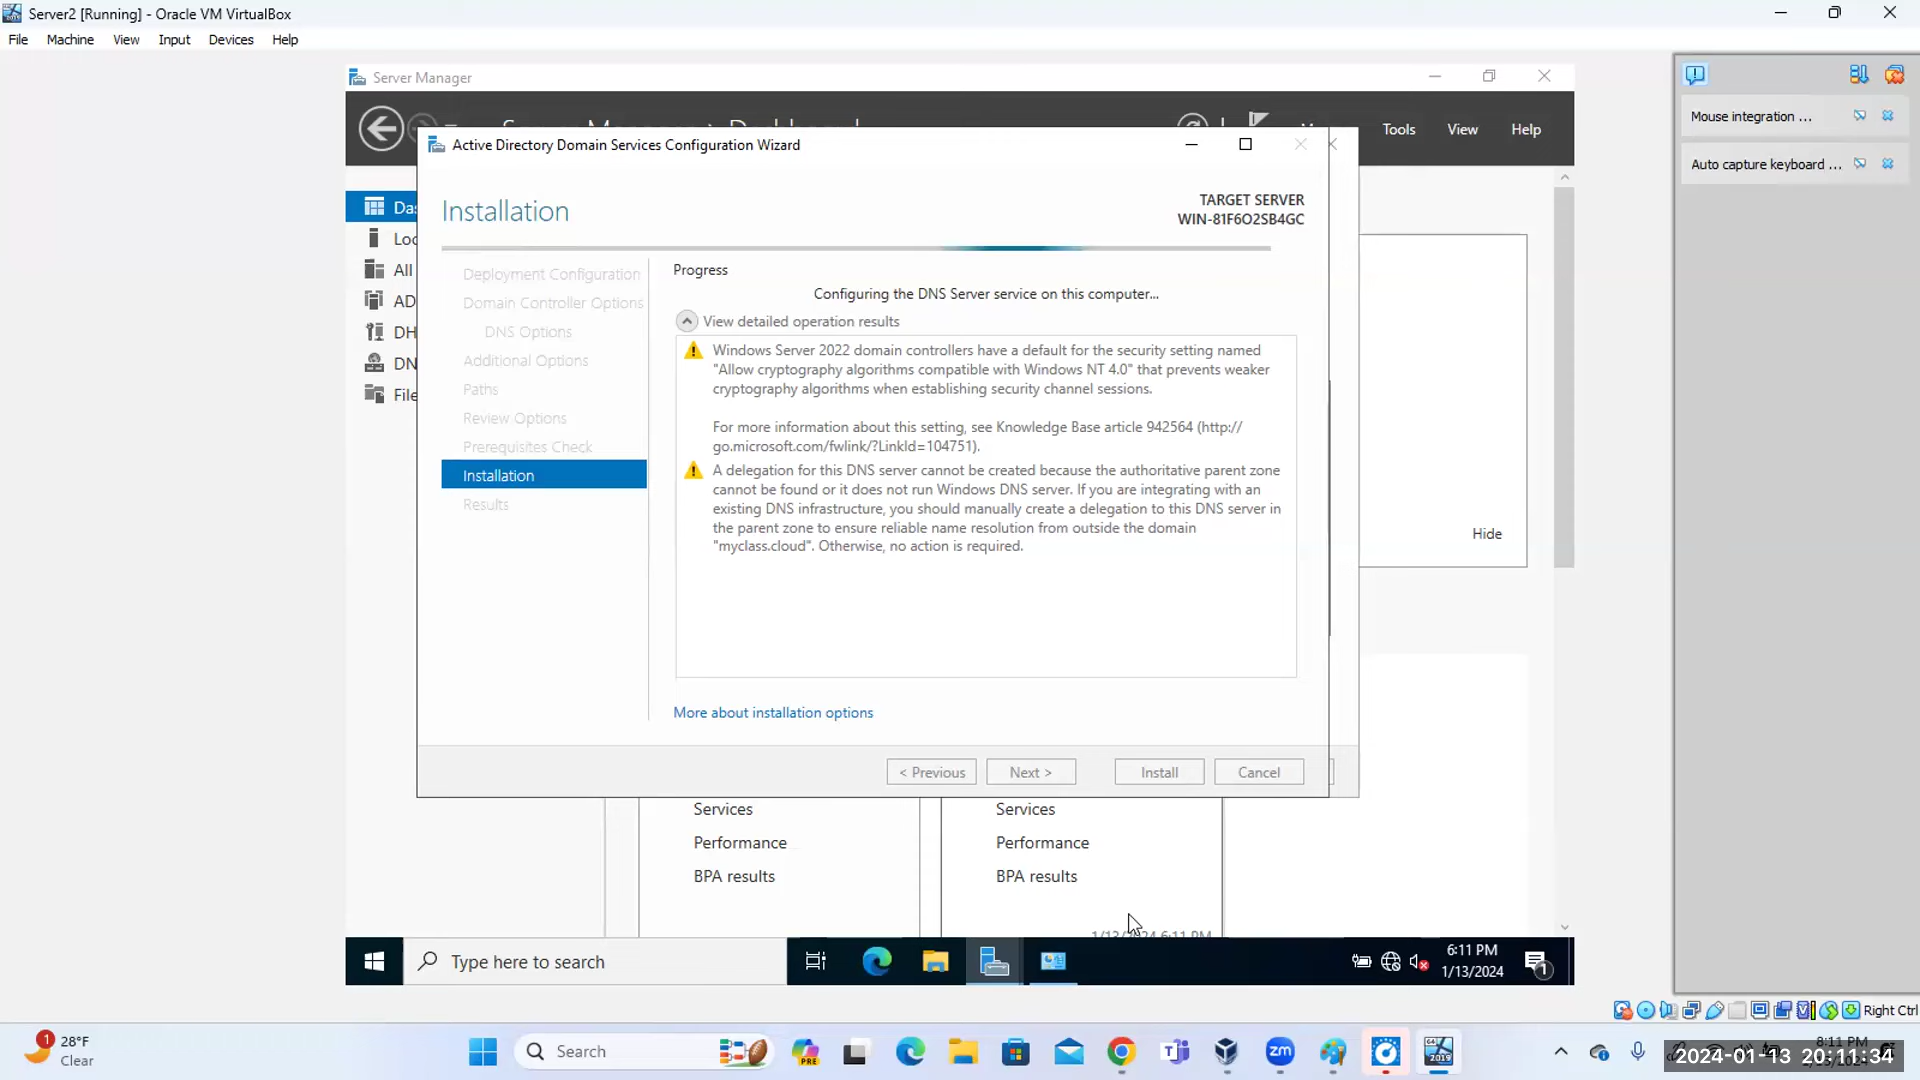 Server2 [Running] - Oracle VM VirtualBox
File Machine View Input Devices Help
Server Manager
Tools View Help
Mouse integration ...
Auto capture keyboard ...
Active Directory Domain Services Configuration Wizard
Installation
TARGET SERVER
WIN-81F6O2SB4GC
Deployment Configuration
Domain Controller Options
DNS Options
Additional Options
Paths
Review Options
Prerequisites Check
Installation
Results
Progress
Configuring the DNS Server service on this computer...
View detailed operation results
Windows Server 2022 domain controllers have a default for the security setting named
"Allow cryptography algorithms compatible with Windows NT 4.0" that prevents weaker
cryptography algorithms when establishing security channel sessions.
For more information about this setting, see Knowledge Base article 942564 (http://
go.microsoft.com/fwlink/?LinkId=104751).
A delegation for this DNS server cannot be created because the authoritative parent zone
cannot be found or it does not run Windows DNS server. If you are integrating with an
existing DNS infrastructure, you should manually create a delegation to this DNS server in
the parent zone to ensure reliable name resolution from outside the domain
"myclass.cloud". Otherwise, no action is required.
More about installation options
< Previous Next > Install Cancel
Hide
All
AD
Services Services
Performance Performance
BPA results BPA results
Type here to search
6:11 PM
1/13/2024
1
Right Ctrl
1
28°F
Clear
Search
PRE
zm
64
2019
2024-01-13 20:11:34